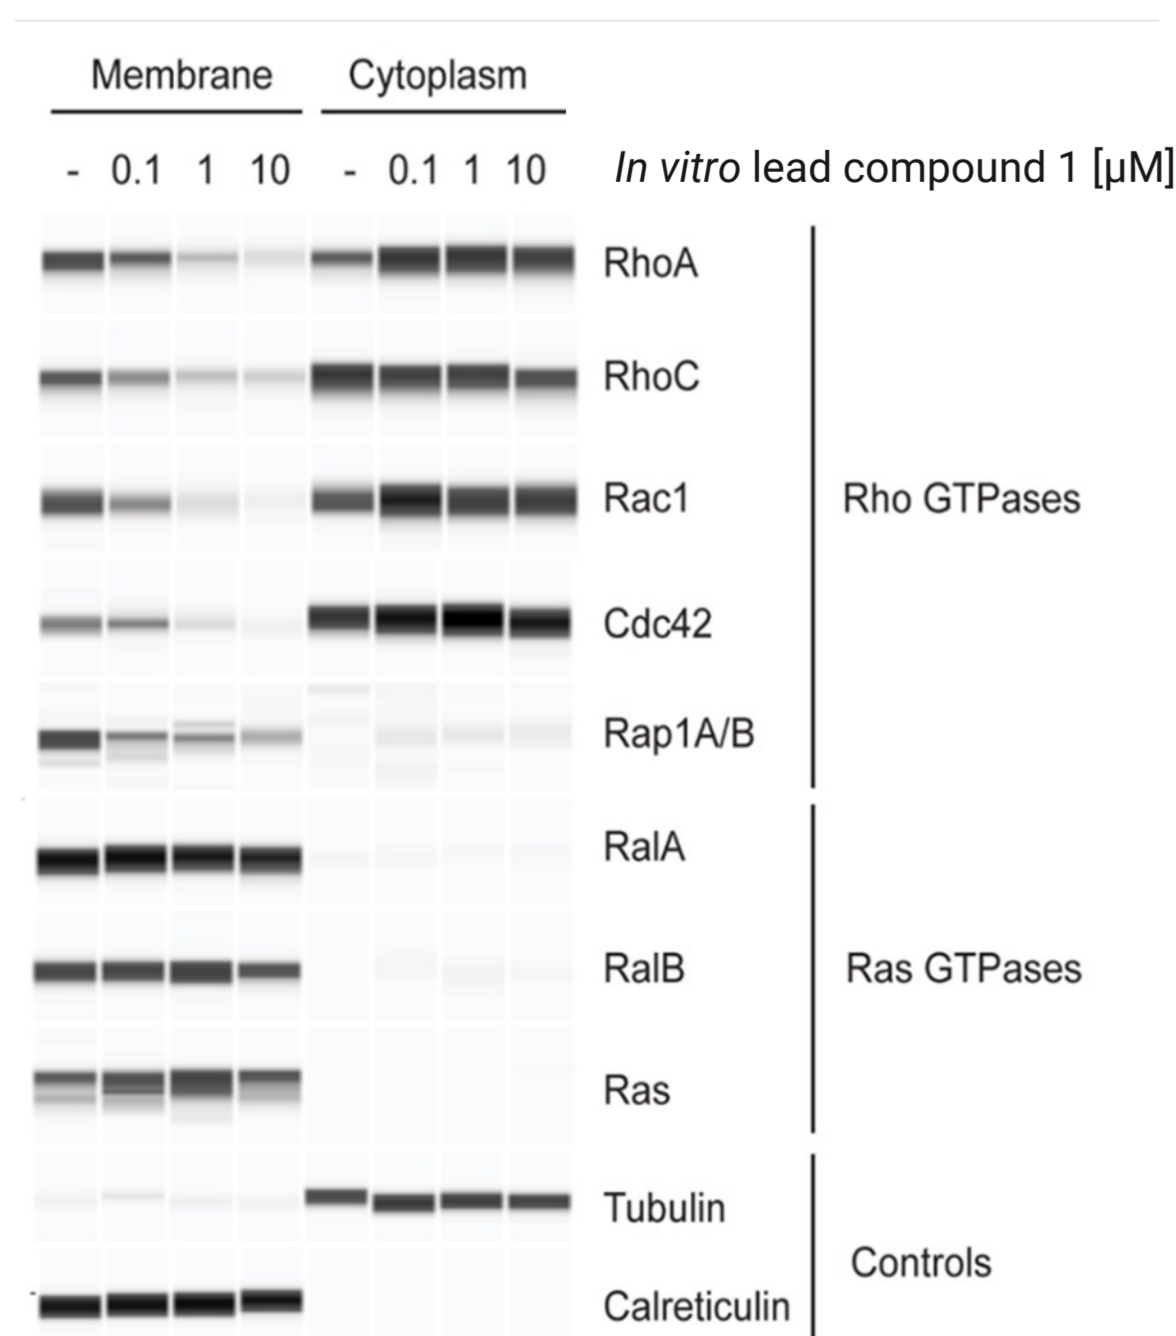 Membrane Cytoplasm
- 0.1 1 10 - 0.1 1 10 In vitro lead compound 1 [µM]
RhoA
RhoC
Rac1 Rho GTPases
Cdc42
Rap1A/B
RalA
RalB Ras GTPases
Ras
Tubulin
Controls
Calreticulin